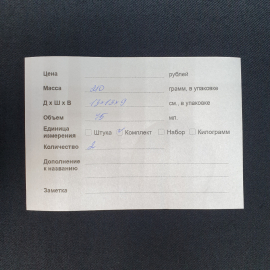 Цена рублей
Масса грамм, в упаковке
Д х Ш х В см., в упаковке
Объем мл.
Единица измерения Штука Комплект Набор Килограмм
Количество
Дополнение к названию
Заметка